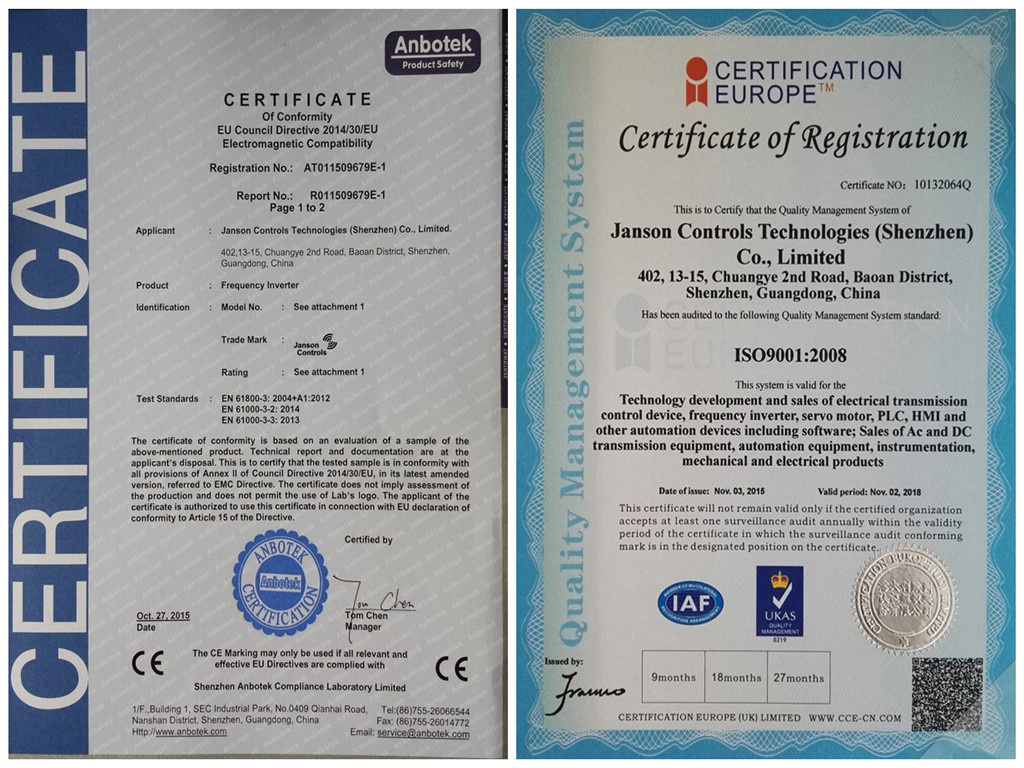 CERTIFICATE
Anbotek
Product Safety
CERTIFICATE
Of Conformity
EU Council Directive 2014/30/EU
Electromagnetic Compatibility
Registration No.: AT011509679E-1
Report No.: R011509679E-1
Page 1 to 2
Applicant : Janson Controls Technologies (Shenzhen) Co., Limited.
402,13-15, Chuangye 2nd Road, Baoan District, Shenzhen,
Guangdong, China
Product : Frequency Inverter
Identification : Model No. : See attachment 1
Trade Mark : Janson
Controls
Rating : See attachment 1
Test Standards : EN 61800-3: 2004+A1:2012
EN 61000-3-2: 2014
EN 61000-3-3: 2013
The certificate of conformity is based on an evaluation of a sample of the
above-mentioned product. Technical report and documentation are at the
applicant's disposal. This is to certify that the tested sample is in conformity with
all provisions of Annex II of Council Directive 2014/30/EU, in its latest amended
version, referred to EMC Directive. The certificate does not imply assessment of
the production and does not permit the use of Lab's logo. The applicant of the
certificate is authorized to use this certificate in connection with EU declaration of
conformity to Article 15 of the Directive.
ANBOTEK
Anbotek
CERTIFICATION
Certified by
Tom Chen
Oct. 27, 2015
Date
Tom Chen
Manager
CE
The CE Marking may only be used if all relevant and
effective EU Directives are complied with
CE
Shenzhen Anbotek Compliance Laboratory Limited
1/F.,Building 1, SEC Industrial Park, No.0409 Qianhai Road,
Nanshan District, Shenzhen, Guangdong, China
Http://www.anbotek.com
Tel:(86)755-26066544
Fax: (86)755-26014772
Email: service@anbotek.com
Quality Management System
CERTIFICATION
EUROPE™
Certificate of Registration
Certificate NO: 10132064Q
This is to Certify that the Quality Management System of
Janson Controls Technologies (Shenzhen)
Co., Limited
402, 13-15, Chuangye 2nd Road, Baoan District,
Shenzhen, Guangdong, China
Has been audited to the following Quality Management System standard:
ISO9001:2008
This system is valid for the
Technology development and sales of electrical transmission
control device, frequency inverter, servo motor, PLC, HMI and
other automation devices including software; Sales of Ac and DC
transmission equipment, automation equipment, instrumentation,
mechanical and electrical products
Date of issue: Nov. 03, 2015 Valid period: Nov. 02, 2018
This certificate will not remain valid only if the certified organization
accepts at least one surveillance audit annually within the validity
period of the certificate in which the surveillance audit conforming
mark is in the designated position on the certificate.
IAF
UKAS
QUALITY
MANAGEMENT
0219
Issued by:
9months 18months 27months
CERTIFICATION EUROPE (UK) LIMITED WWW.CCE-CN.COM